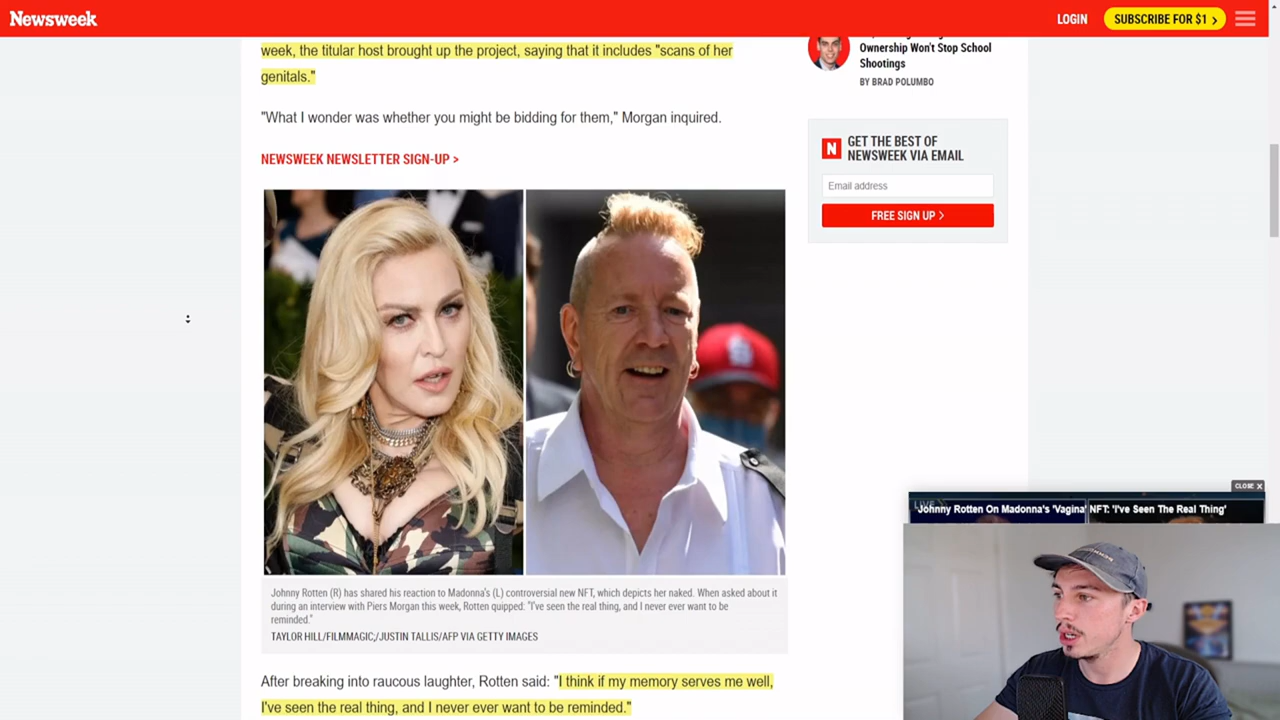 Newsweek
LOGIN
SUBSCRIBE FOR $1 >
week, the titular host brought up the project, saying that it includes "scans of her
genitals."
Ownership Won't Stop School
Shootings
BY BRAD POLUMBO
"What I wonder was whether you might be bidding for them," Morgan inquired.
NEWSWEEK NEWSLETTER SIGN-UP >
N
GET THE BEST OF
NEWSWEEK VIA EMAIL
Email address
FREE SIGN UP >
CLOSE X
LIVE
'Johnny Rotten On Madonna's 'Vagina' NFT: 'I've Seen The Real Thing'
Johnny Rotten (R) has shared his reaction to Madonna's (L) controversial new NFT, which depicts her naked. When asked about it
during an interview with Piers Morgan this week, Rotten quipped: "I've seen the real thing, and I never ever want to be
reminded."
TAYLOR HILL/FILMMAGIC;/JUSTIN TALLIS/AFP VIA GETTY IMAGES
After breaking into raucous laughter, Rotten said: "I think if my memory serves me well,
I've seen the real thing, and I never ever want to be reminded."